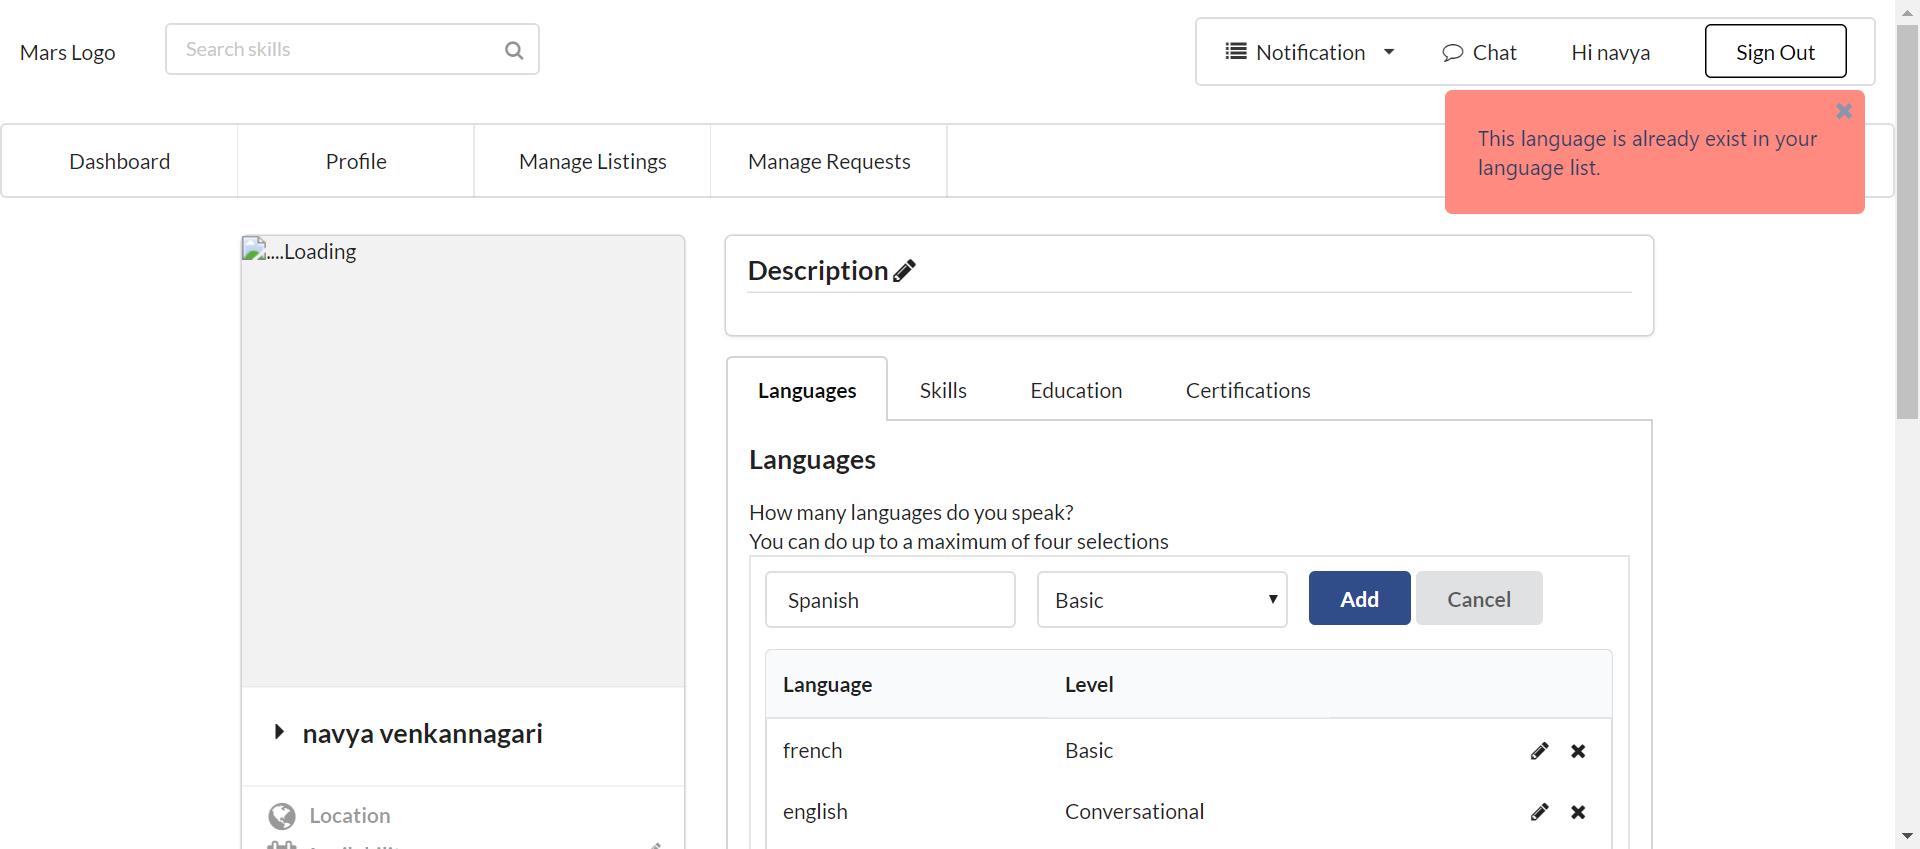 Mars Logo
Search skills
Notification
Chat
Hi navya
Sign Out
This language is already exist in your
language list.
Dashboard
Profile
Manage Listings
Manage Requests
....Loading
Description
Languages
Skills
Education
Certifications
Languages
How many languages do you speak?
You can do up to a maximum of four selections
Spanish
Basic
Add
Cancel
Language
Level
french
Basic
english
Conversational
navya venkannagari
Location